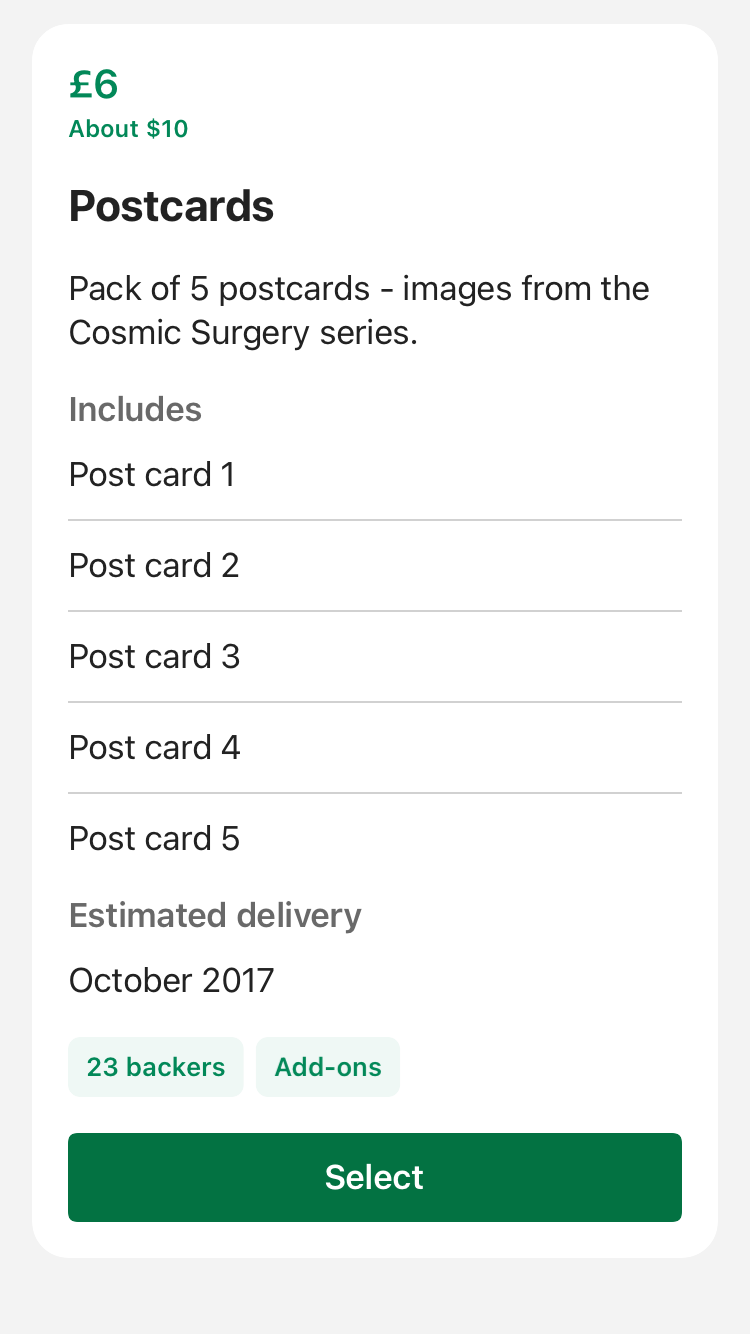 £6
About $10
Postcards
Pack of 5 postcards - images from the
Cosmic Surgery series.
Includes
Post card 1
Post card 2
Post card 3
Post card 4
Post card 5
Estimated delivery
October 2017
23 backers
Add-ons
Select